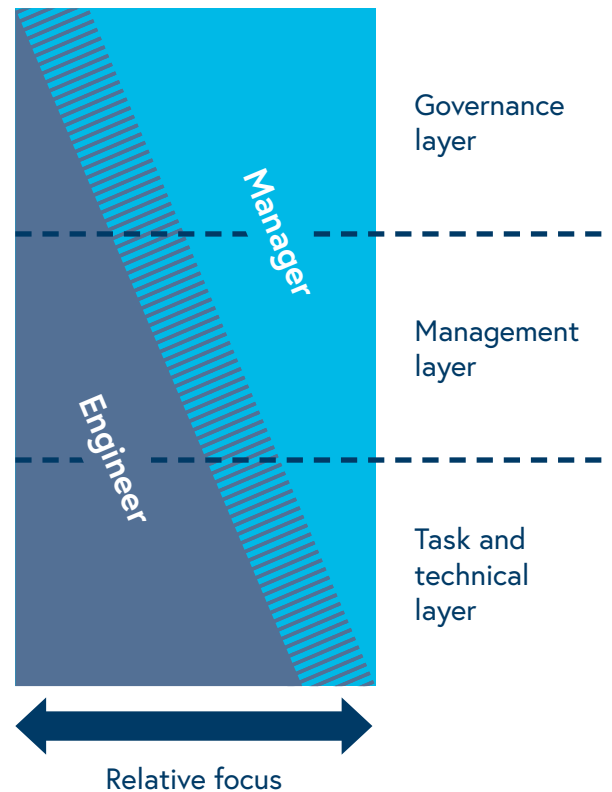 Governance
layer
Manager
Management
layer
Engineer
Task and
technical
layer
Relative focus